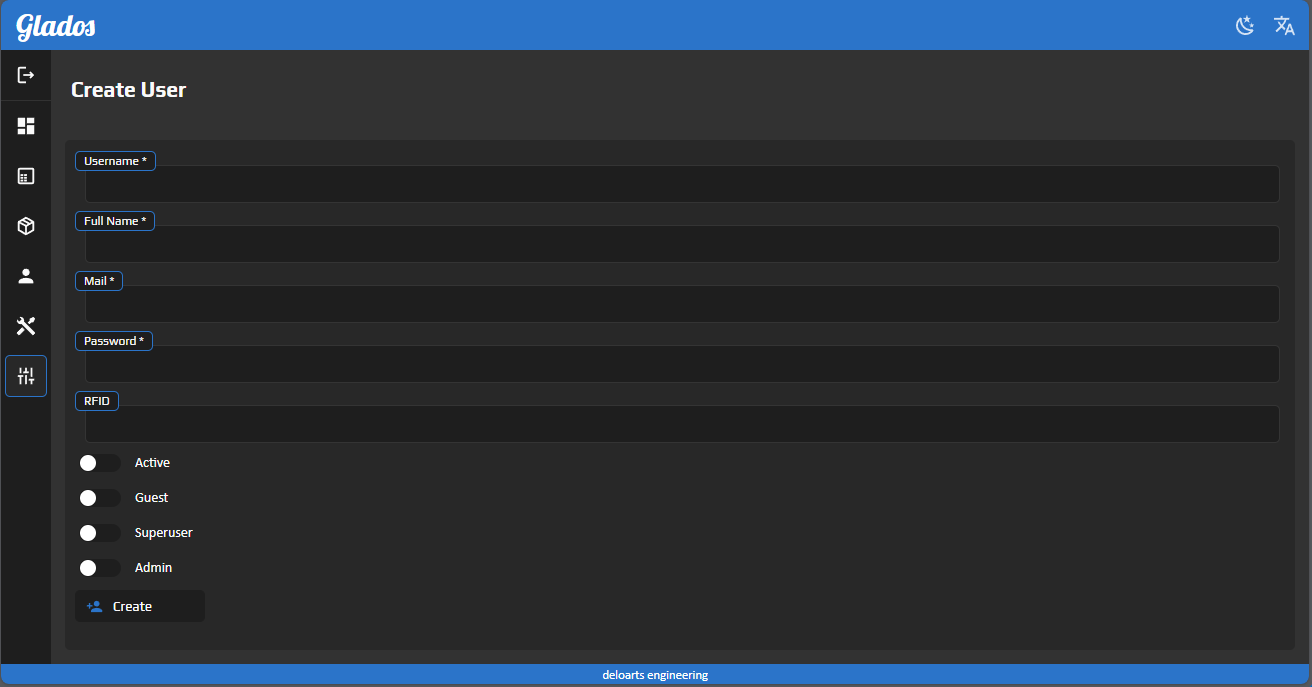 Glados
Create User
Username *
Full Name *
Mail *
Password *
RFID
Active
Guest
Superuser
Admin
Create
deloarts engineering